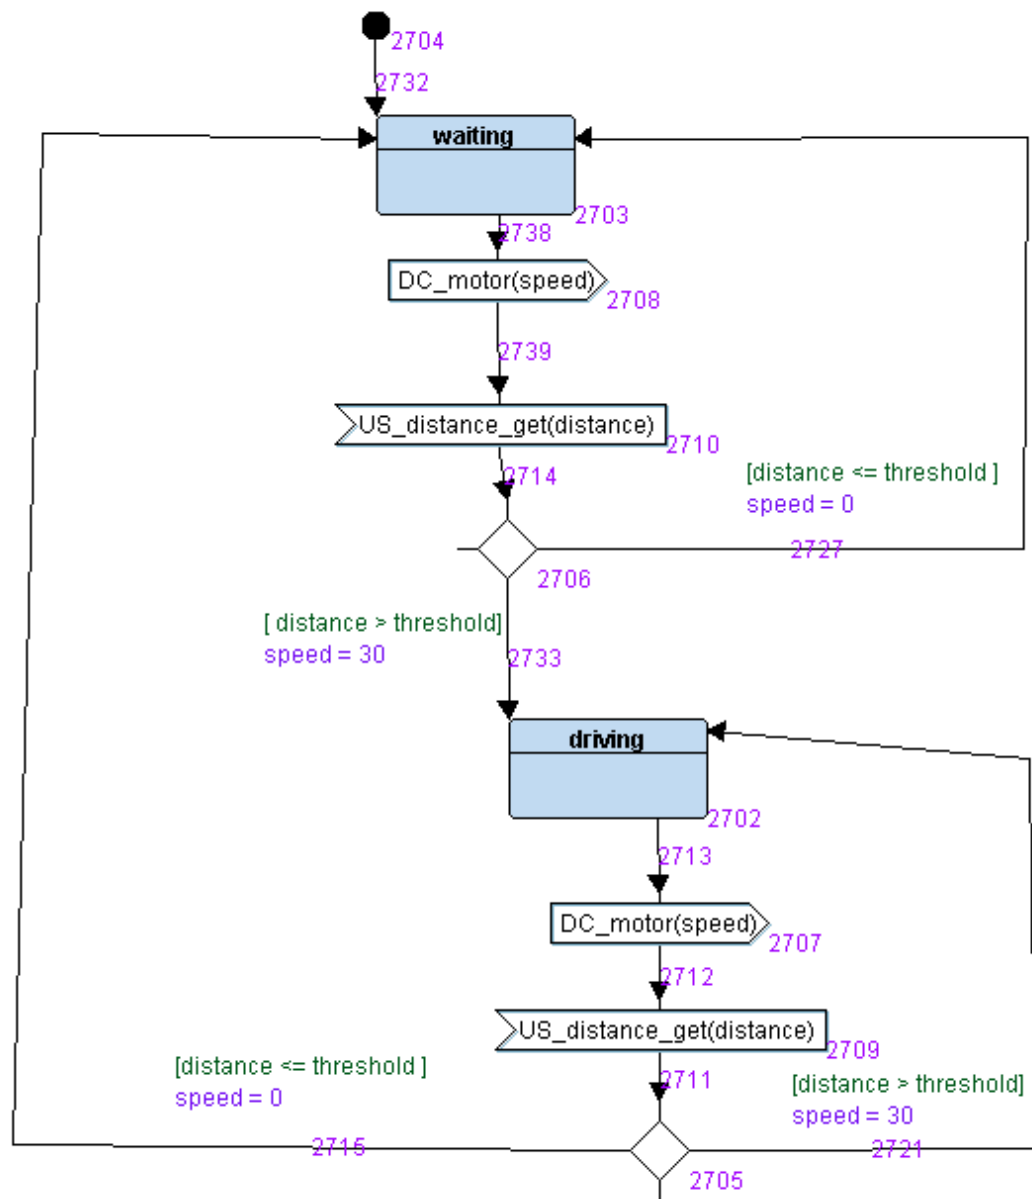 2704
2732
waiting
2703
2738
DC_motor(speed)
2708
2739
US_distance_get(distance)
2710
2714
[distance <= threshold ]
speed = 0
2727
2706
[ distance > threshold]
speed = 30
2733
driving
2702
2713
DC_motor(speed)
2707
2712
US_distance_get(distance)
2709
2711
[distance <= threshold ]
speed = 0
[distance > threshold]
speed = 30
2715
2721
2705